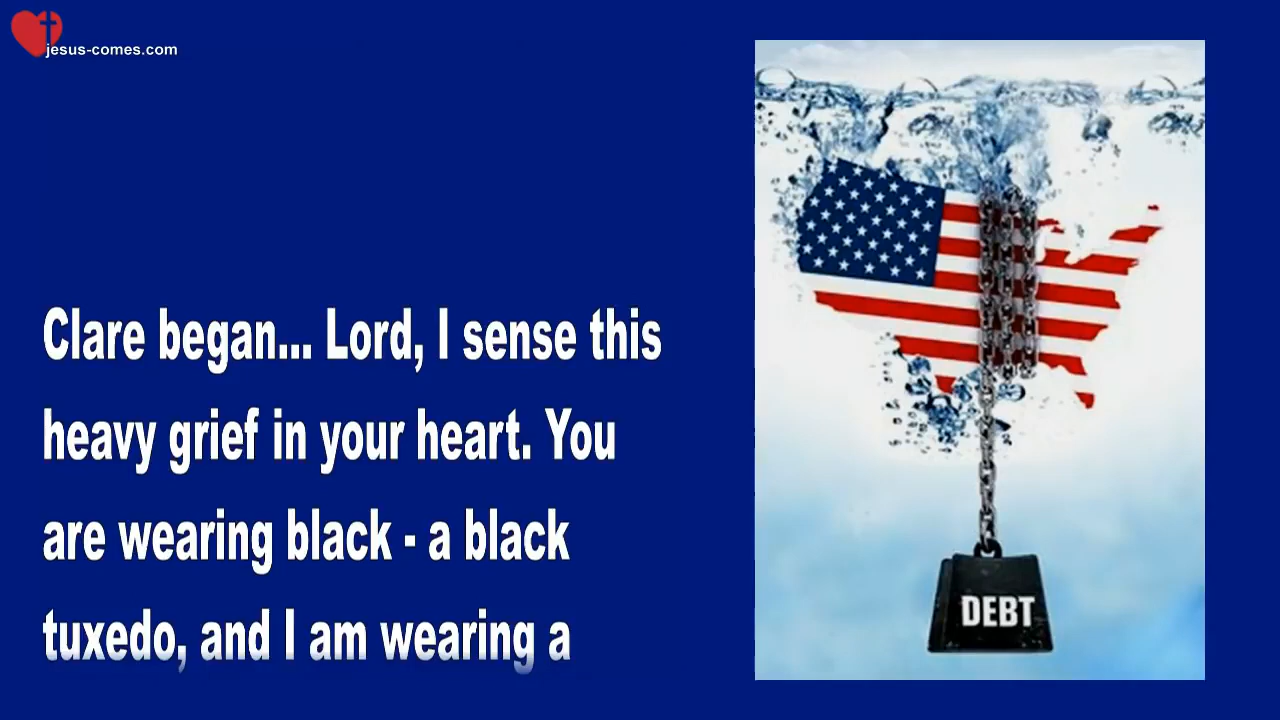 jesus-comes.com
Clare began... Lord, I sense this
heavy grief in your heart. You
are wearing black - a black
tuxedo, and I am wearing a
DEBT